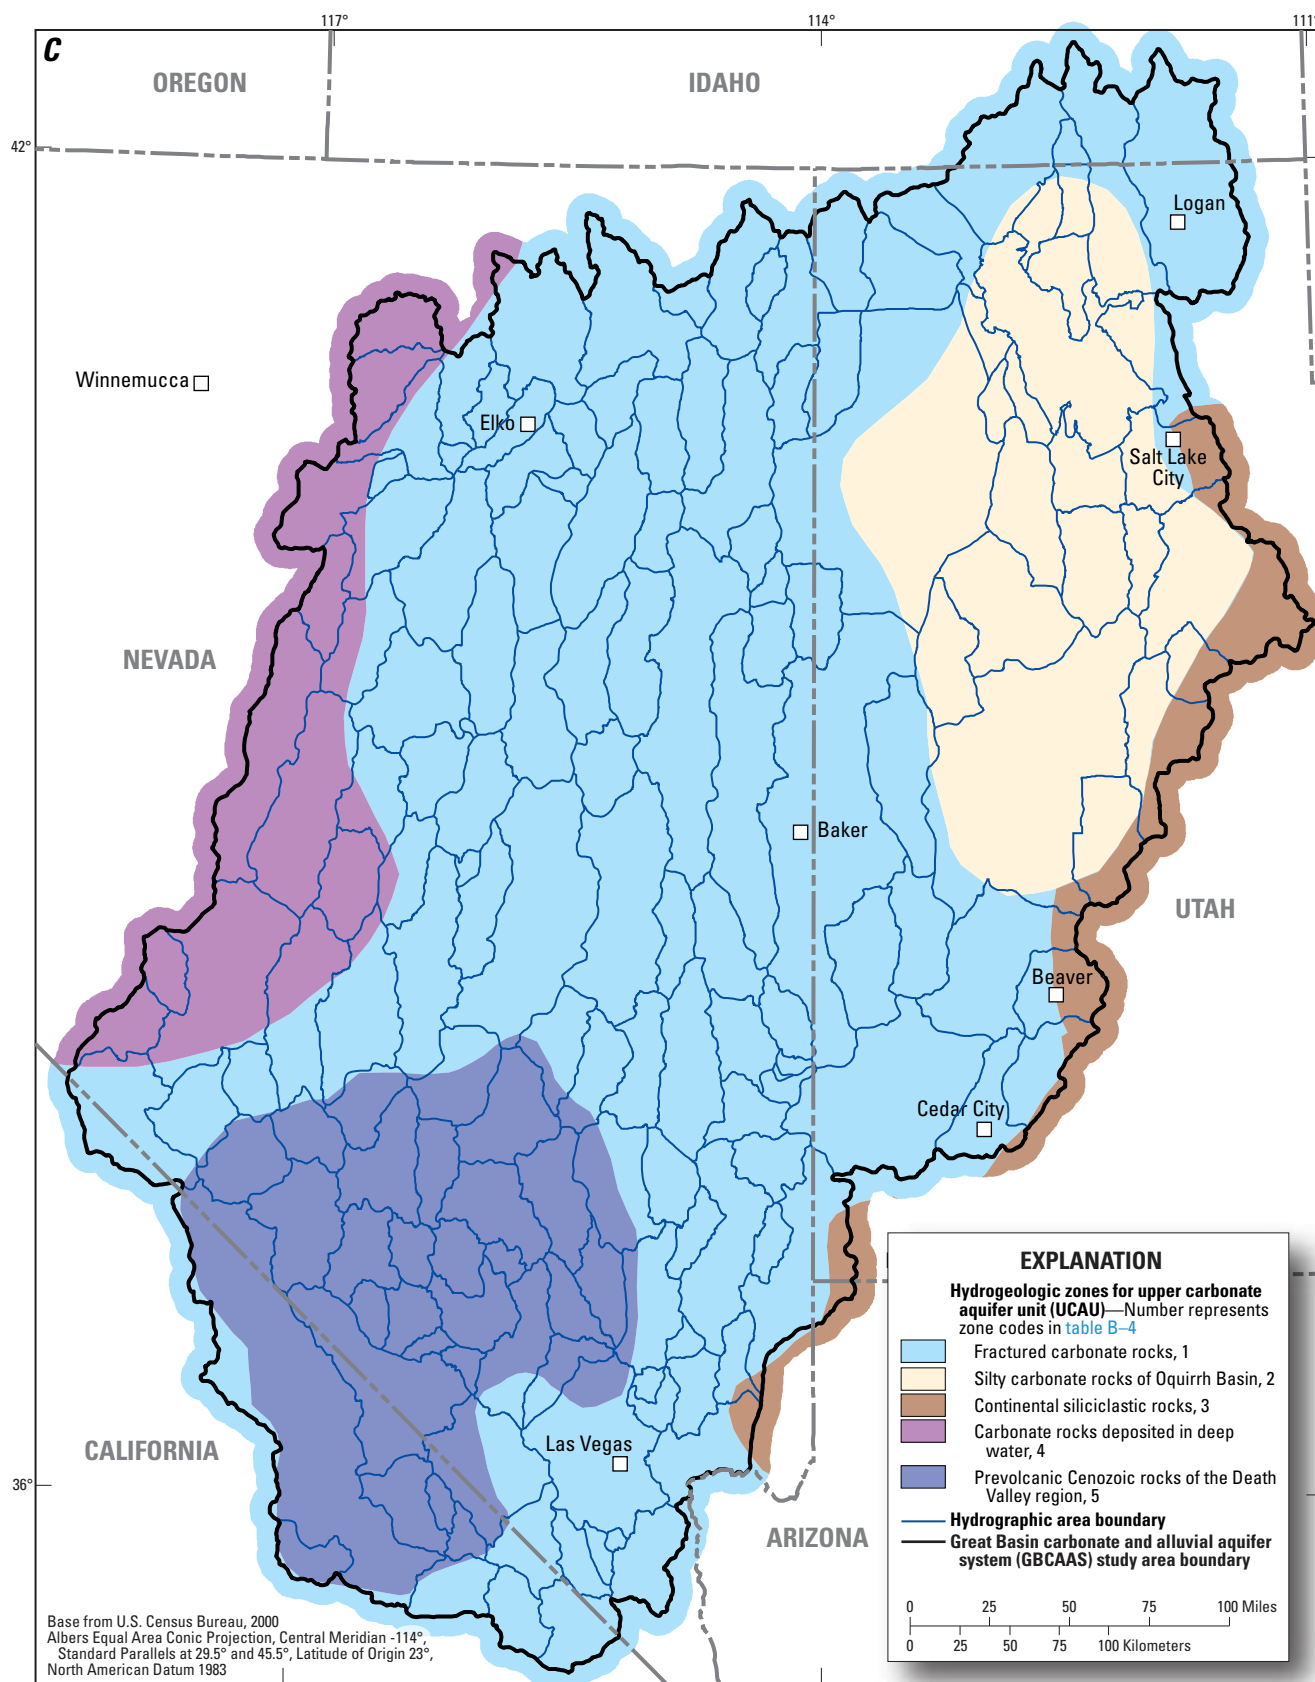 C
117°
114°
111°
OREGON
IDAHO
42°
Logan
Winnemucca
Elko
Salt Lake
City
NEVADA
Baker
UTAH
Beaver
Cedar City
CALIFORNIA
Las Vegas
36°
ARIZONA
EXPLANATION
Hydrogeologic zones for upper carbonate
aquifer unit (UCAU)—Number represents
zone codes in table B–4
Fractured carbonate rocks, 1
Silty carbonate rocks of Oquirrh Basin, 2
Continental siliciclastic rocks, 3
Carbonate rocks deposited in deep
water, 4
Prevolcanic Cenozoic rocks of the Death
Valley region, 5
Hydrographic area boundary
Great Basin carbonate and alluvial aquifer
system (GBCAAS) study area boundary
0 25 50 75 100 Miles
0 25 50 75 100 Kilometers
Base from U.S. Census Bureau, 2000
Albers Equal Area Conic Projection, Central Meridian -114°,
Standard Parallels at 29.5° and 45.5°, Latitude of Origin 23°,
North American Datum 1983